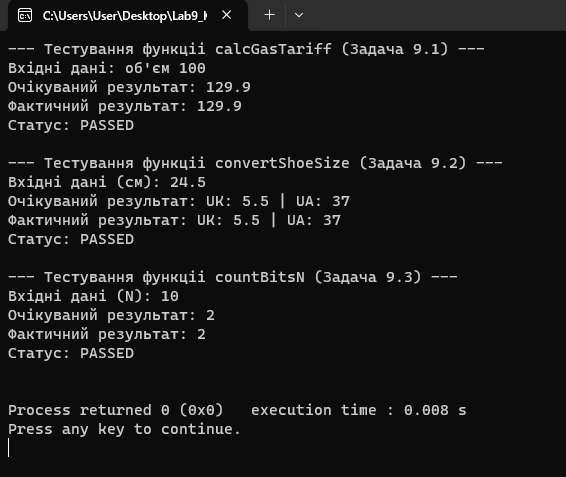 C:\Users\User\Desktop\Lab9_
--- Тестування функції calcGasTariff (Задача 9.1) ---
Вхідні дані: об'єм 100
Очікуваний результат: 129.9
Фактичний результат: 129.9
Статус: PASSED
--- Тестування функції convertShoeSize (Задача 9.2) ---
Вхідні дані (см): 24.5
Очікуваний результат: UK: 5.5 | UA: 37
Фактичний результат: UK: 5.5 | UA: 37
Статус: PASSED
--- Тестування функції countBitsN (Задача 9.3) ---
Вхідні дані (N): 10
Очікуваний результат: 2
Фактичний результат: 2
Статус: PASSED
Process returned 0 (0x0)   execution time : 0.008 s
Press any key to continue.